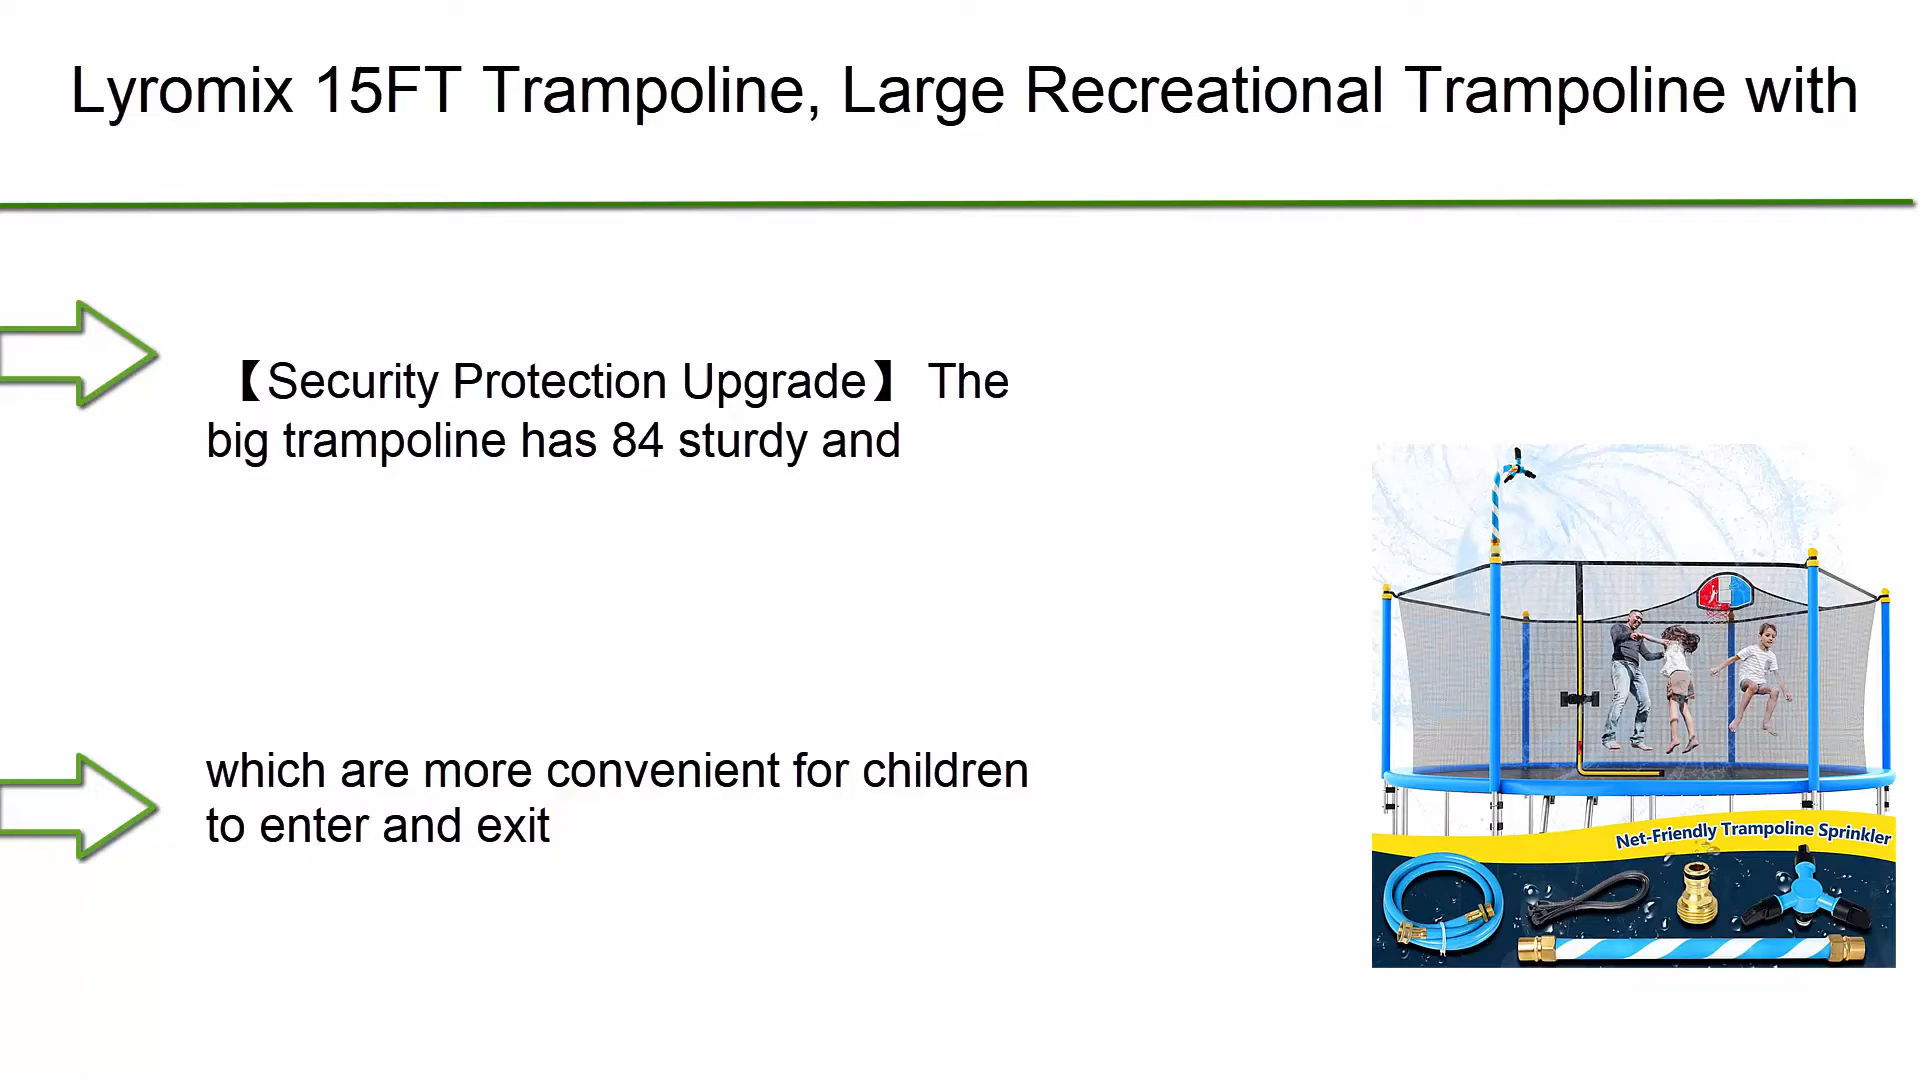 Lyromix 15FT Trampoline, Large Recreational Trampoline with
【Security Protection Upgrade】 The
big trampoline has 84 sturdy and
which are more convenient for children
to enter and exit
Net-Friendly Trampoline Sprinkler